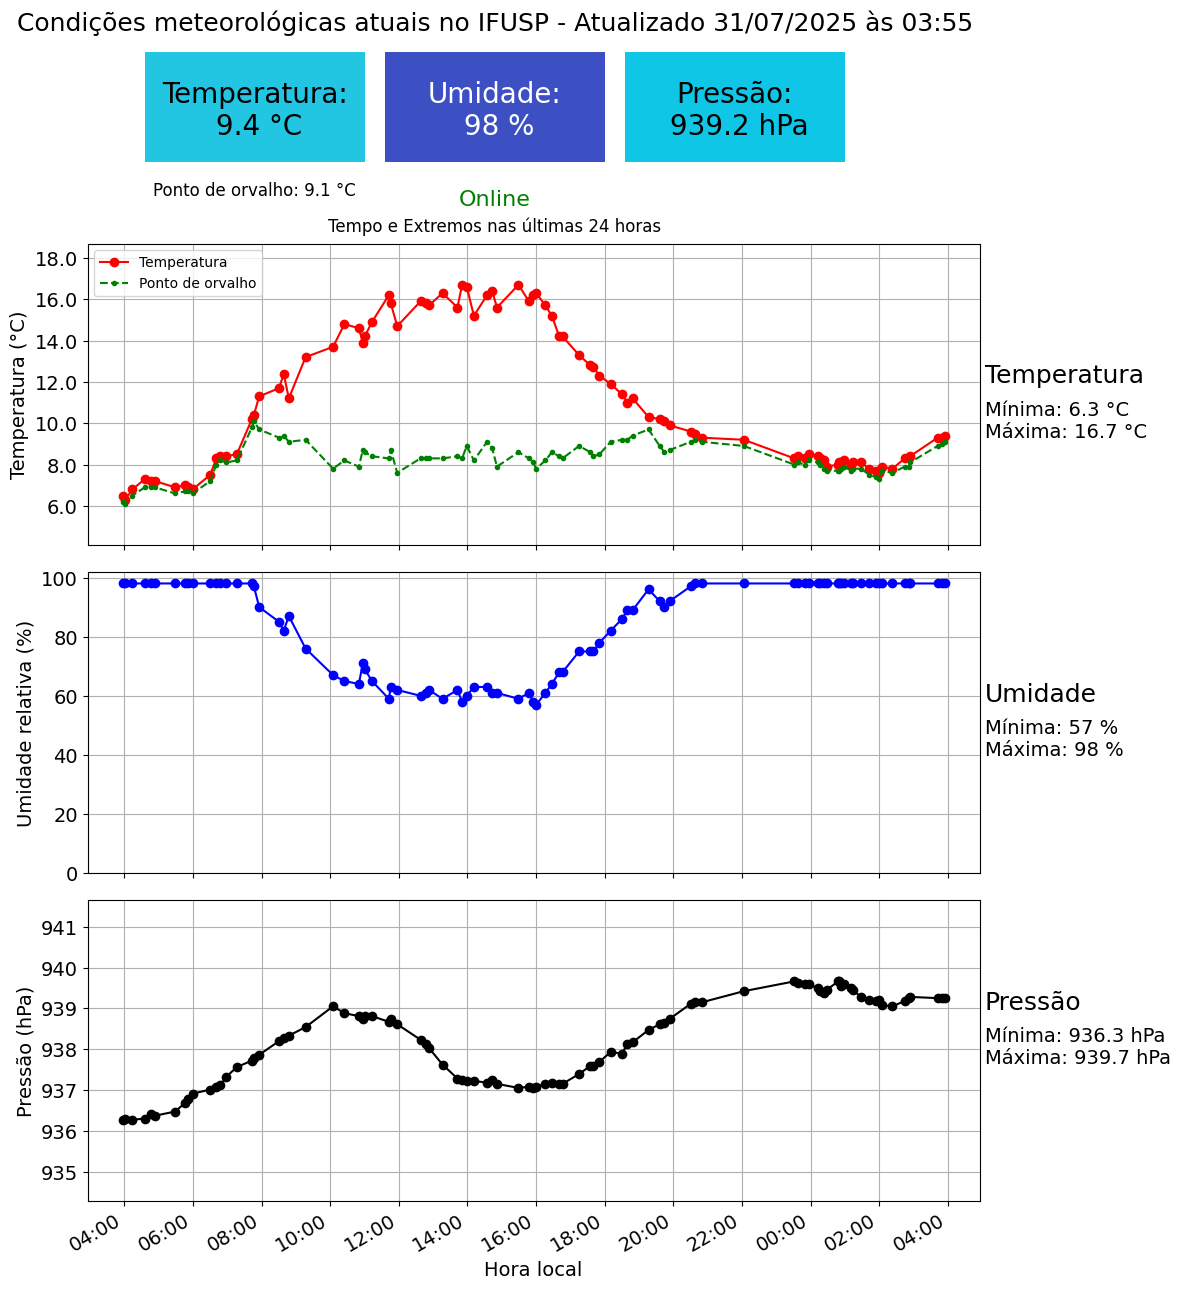 Condições meteorológicas atuais no IFUSP - Atualizado 31/07/2025 às 03:55
Temperatura:
9.4 °C
Umidade:
98 %
Pressão:
939.2 hPa
Ponto de orvalho: 9.1 °C
Online
Tempo e Extremos nas últimas 24 horas
Temperatura (°C)
18.0
16.0
14.0
12.0
10.0
8.0
6.0
Temperatura
Ponto de orvalho
Temperatura
Mínima: 6.3 °C
Máxima: 16.7 °C
Umidade relativa (%)
100
80
60
40
20
0
Umidade
Mínima: 57 %
Máxima: 98 %
Pressão (hPa)
941
940
939
938
937
936
935
Pressão
Mínima: 936.3 hPa
Máxima: 939.7 hPa
04:00 06:00 08:00 10:00 12:00 14:00 16:00 18:00 20:00 22:00 00:00 02:00 04:00
Hora local